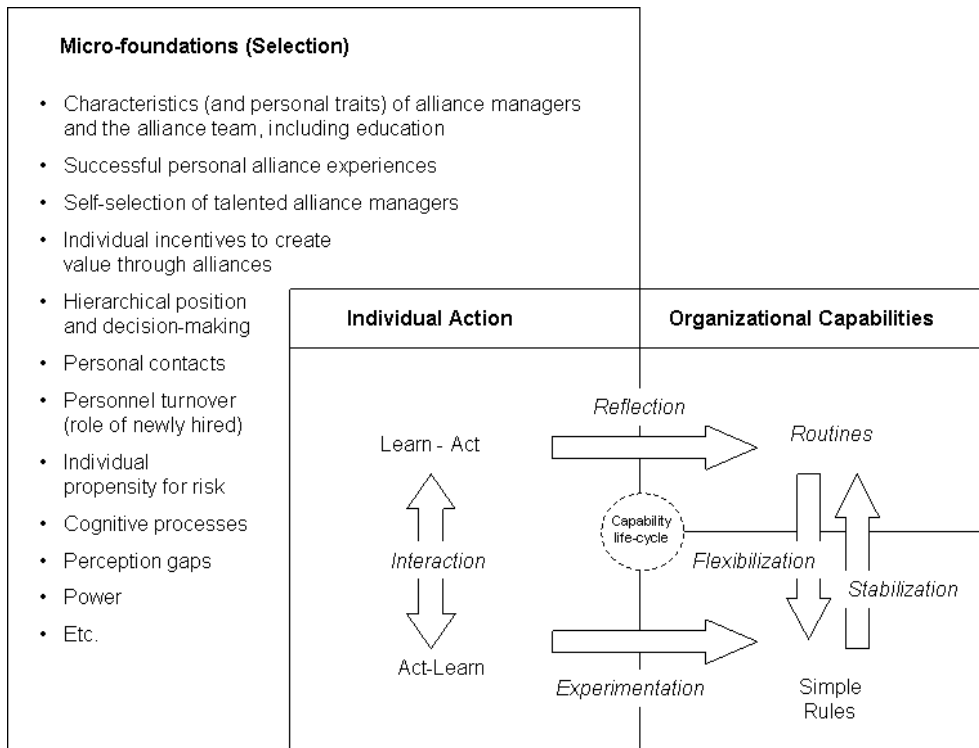 Micro-foundations (Selection)
• Characteristics (and personal traits) of alliance managers
and the alliance team, including education
• Successful personal alliance experiences
• Self-selection of talented alliance managers
• Individual incentives to create
value through alliances
• Hierarchical position
and decision-making
• Personal contacts
• Personnel turnover
(role of newly hired)
• Individual
propensity for risk
• Cognitive processes
• Perception gaps
• Power
• Etc.
Individual Action
Organizational Capabilities
Reflection
Learn - Act
Routines
Capability
life-cycle
Interaction
Flexibilization
Stabilization
Act-Learn
Experimentation
Simple
Rules